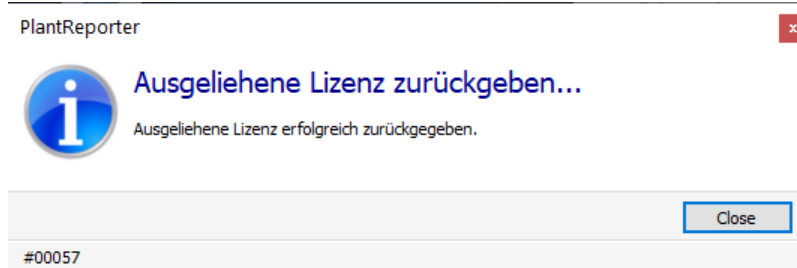 PlantReporter
x
Ausgeliehene Lizenz zurückgeben...
Ausgeliehene Lizenz erfolgreich zurückgegeben.
Close
#00057